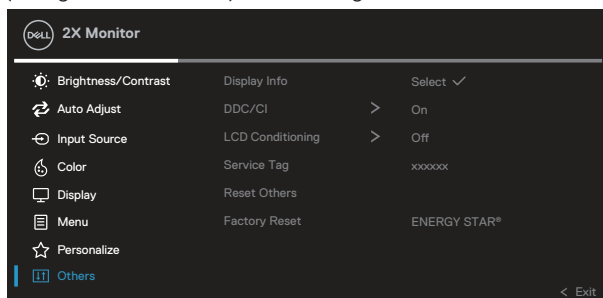 DELL 2X Monitor
Brightness/Contrast Display Info Select ✓
Auto Adjust DDC/CI > On
Input Source LCD Conditioning > Off
Color Service Tag xxxxxx
Display Reset Others
Menu Factory Reset ENERGY STAR®
Personalize
Others
< Exit